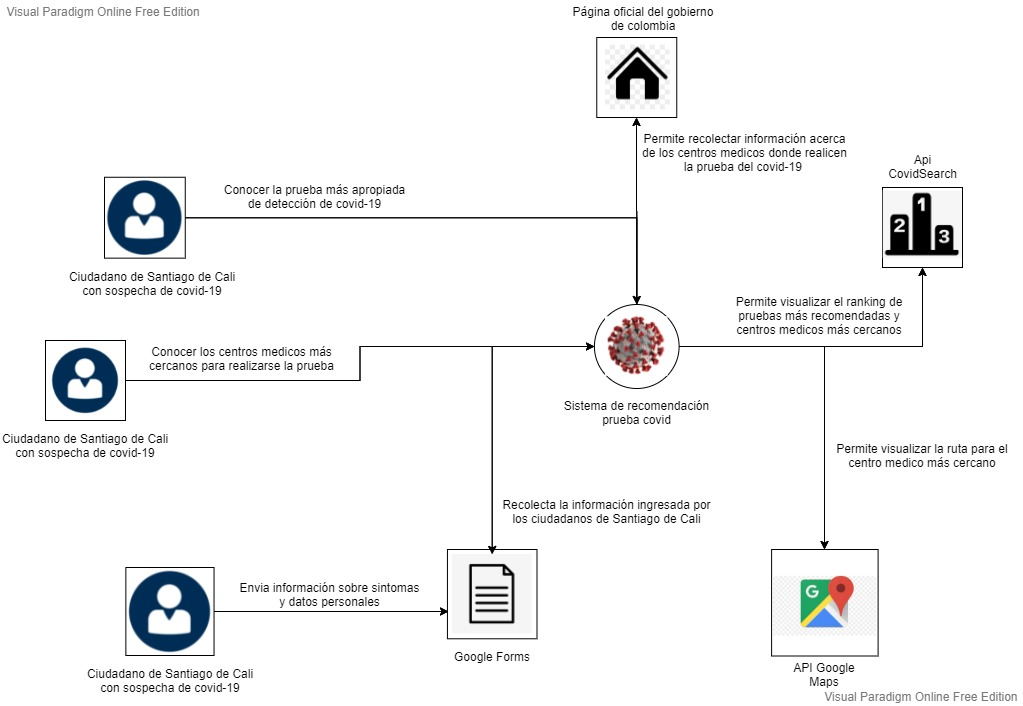 Visual Paradigm Online Free Edition
Página oficial del gobierno
de colombia
Permite recolectar información acerca
de los centros medicos donde realicen
la prueba del covid-19
Api
CovidSearch
1
2
3
Conocer la prueba más apropiada
de detección de covid-19
Ciudadano de Santiago de Cali
con sospecha de covid-19
Permite visualizar el ranking de
pruebas más recomendadas y
centros medicos más cercanos
Conocer los centros medicos más
cercanos para realizarse la prueba
Sistema de recomendación
prueba covid
Ciudadano de Santiago de Cali
con sospecha de covid-19
Permite visualizar la ruta para el
centro medico más cercano
Recolecta la información ingresada por
los ciudadanos de Santiago de Cali
Envia información sobre sintomas
y datos personales
G
Google Forms
Ciudadano de Santiago de Cali
con sospecha de covid-19
API Google
Maps
Visual Paradigm Online Free Edition